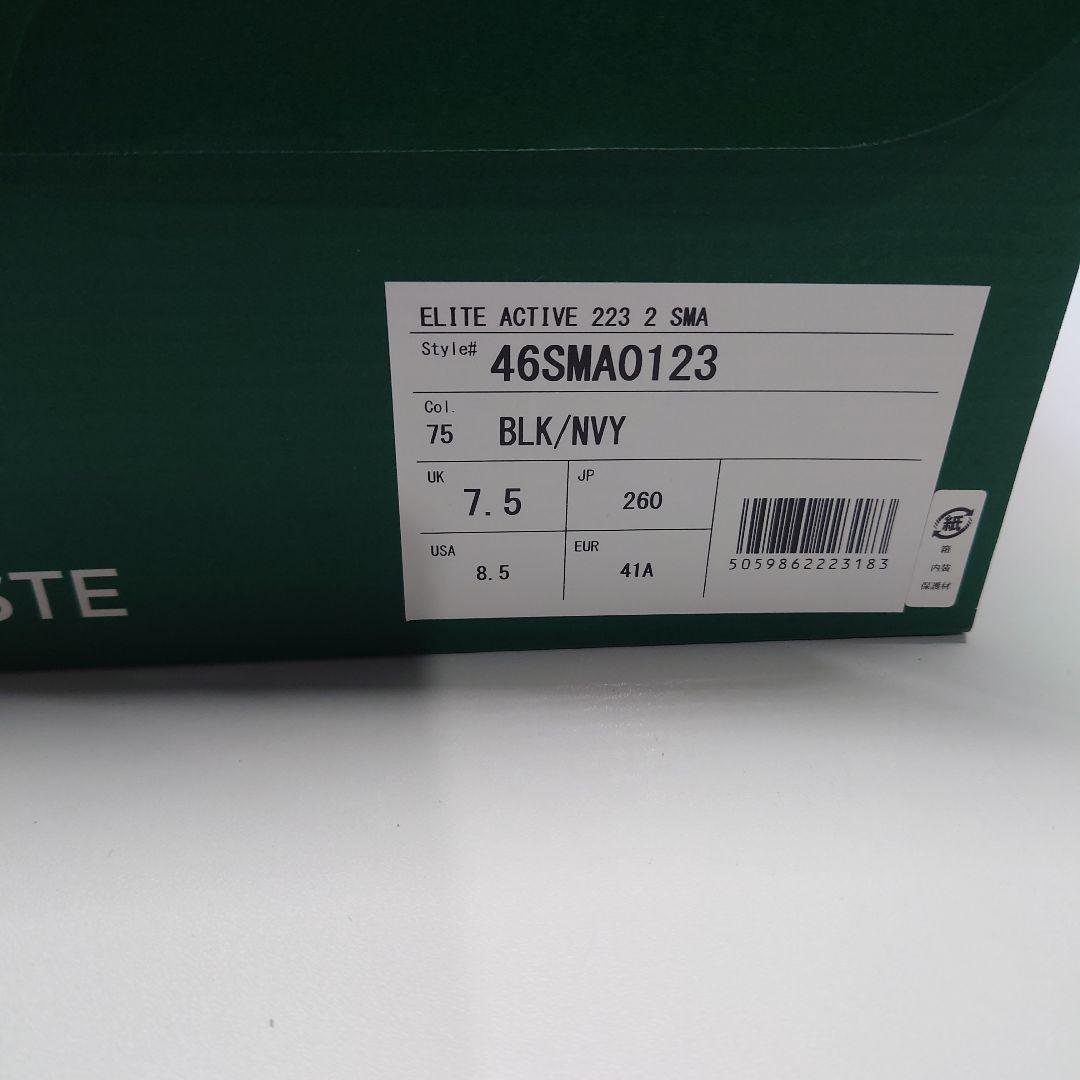 ELITE ACTIVE 223 2 SMA
Style# 46SMA0123
Col.
75 BLK/NVY
UK 7.5 JP 260
USA 8.5 EUR 41A
5059862223183
紙
箱
内装
保護材
STE